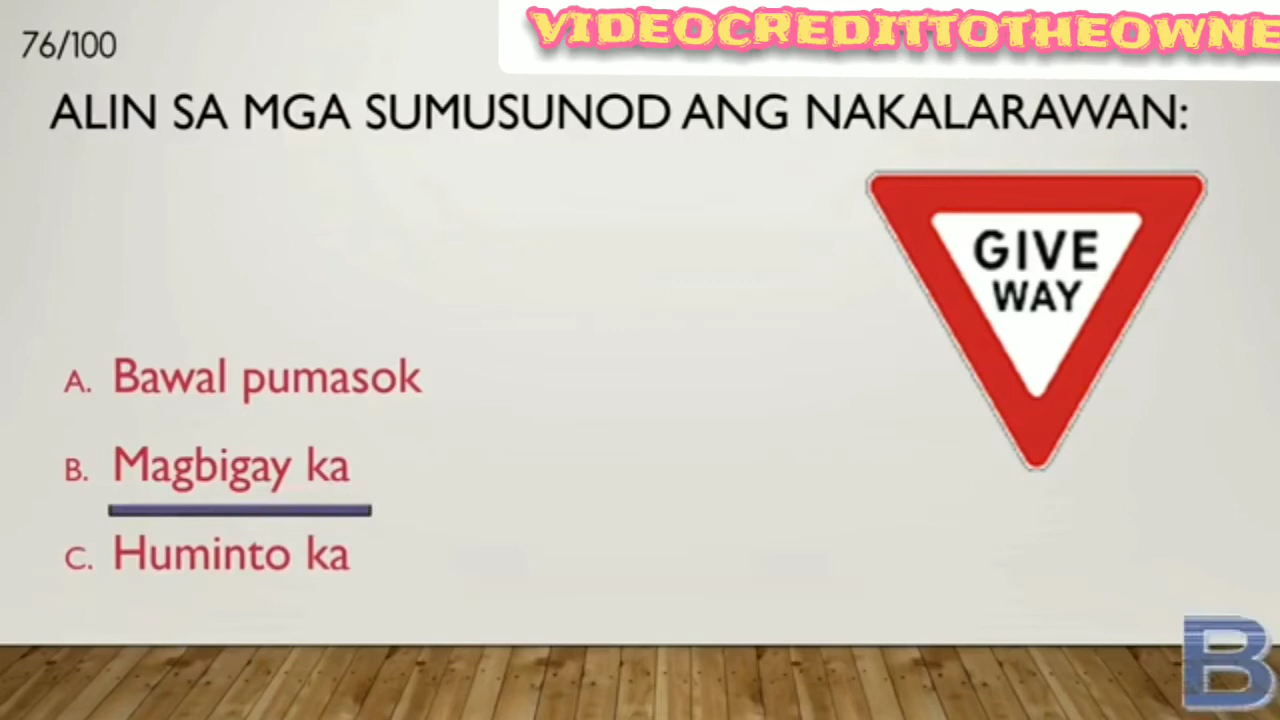 76/100
VIDEOCREDITTOTHEOWNE
ALIN SA MGA SUMUSUNOD ANG NAKALARAWAN:
GIVE
WAY
A. Bawal pumasok
B. Magbigay ka
C. Huminto ka
B